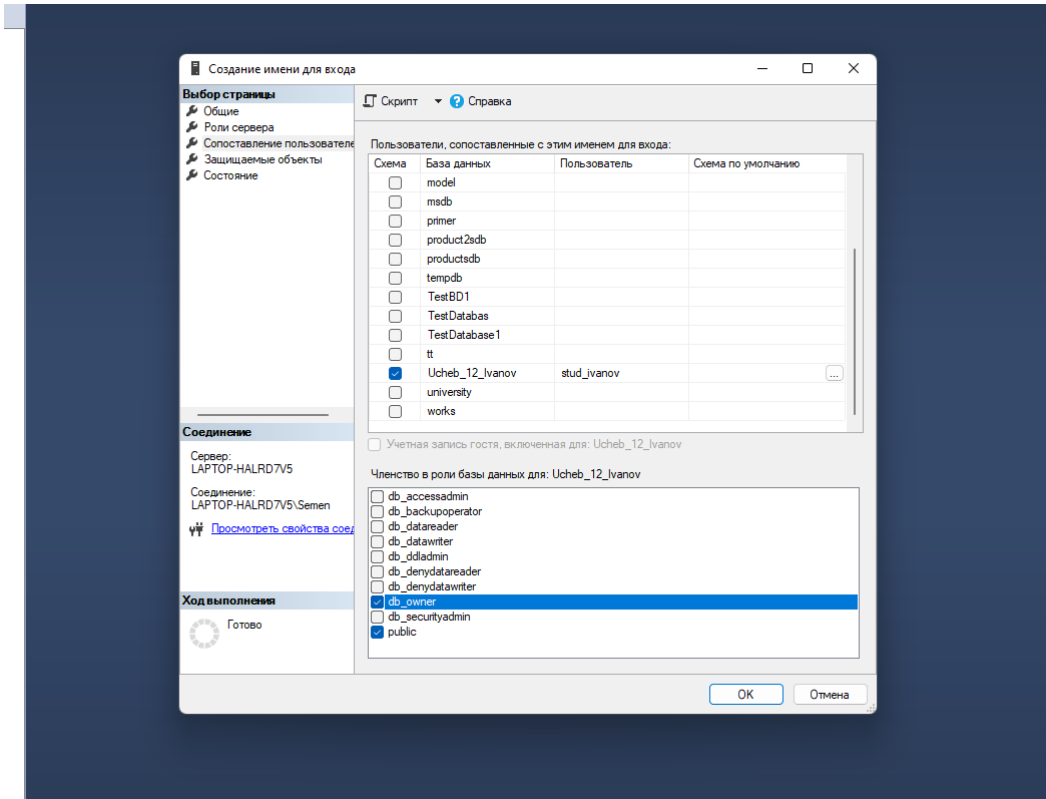 Создание имени для входа
Выбор страницы
Общие
Роли сервера
Сопоставление пользователе
Защищаемые объекты
Состояние
Скрипт
Справка
Пользователи, сопоставленные с этим именем для входа:
Схема База данных Пользователь Схема по умолчанию
model
msdb
primer
product2sdb
productsdb
tempdb
TestBD1
TestDatabas
TestDatabase1
tt
Ucheb_12_Ivanov stud_ivanov ...
university
works
Учетная запись гостя, включенная для: Ucheb_12_Ivanov
Членство в роли базы данных для: Ucheb_12_Ivanov
db_accessadmin
db_backupoperator
db_datareader
db_datawriter
db_ddladmin
db_denydatareader
db_denydatawriter
db_owner
db_securityadmin
public
Соединение
Сервер:
LAPTOP-HALRD7V5
Соединение:
LAPTOP-HALRD7V5\Semen
Просмотреть свойства соед
Ход выполнения
Готово
OK Отмена